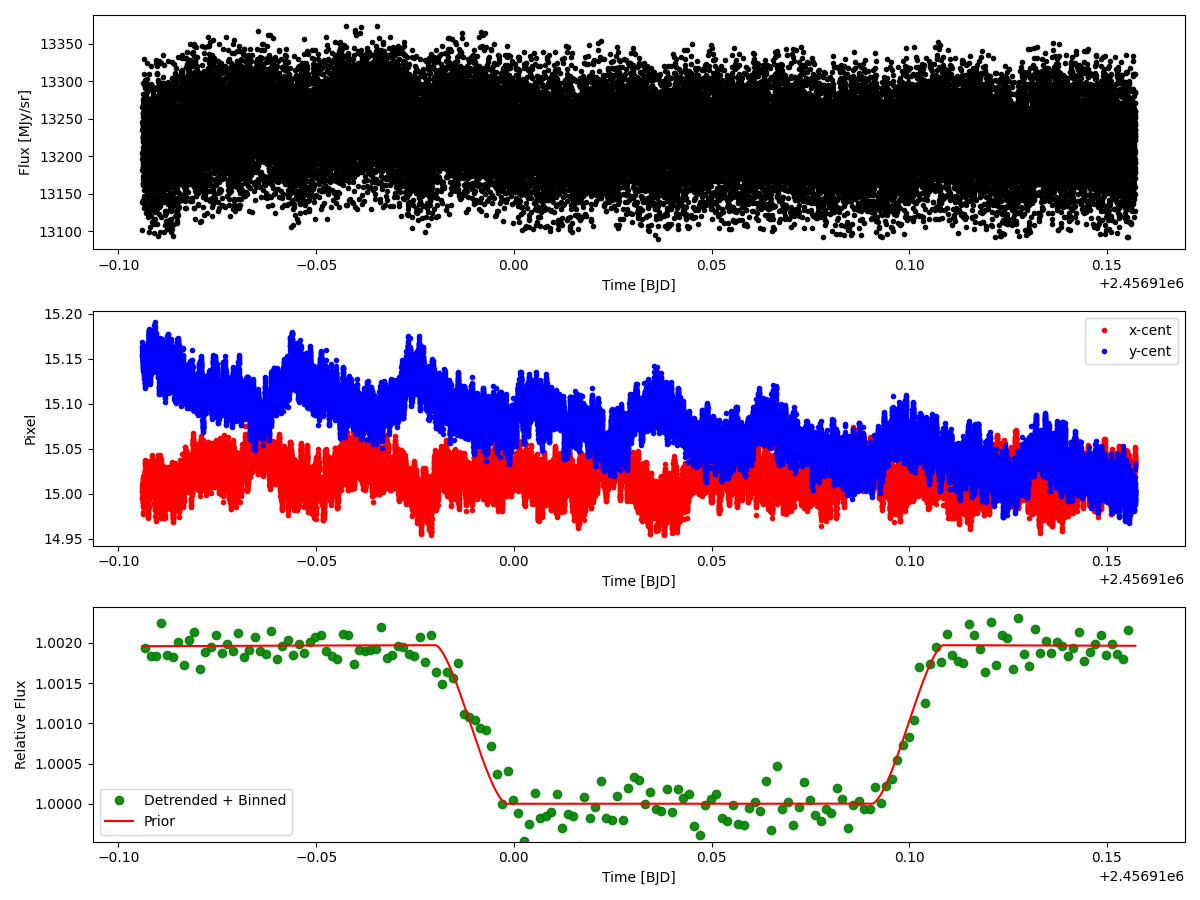 13350
13300
13250
13200
13150
13100
Flux [MJy/sr]
−0.10 −0.05 0.00 0.05 0.10 0.15
Time [BJD]
+2.45691e6
15.20
15.15
15.10
15.05
15.00
14.95
Pixel
x-cent
y-cent
−0.10 −0.05 0.00 0.05 0.10 0.15
Time [BJD]
+2.45691e6
1.0020
1.0015
1.0010
1.0005
1.0000
Relative Flux
Detrended + Binned
Prior
−0.10 −0.05 0.00 0.05 0.10 0.15
Time [BJD]
+2.45691e6